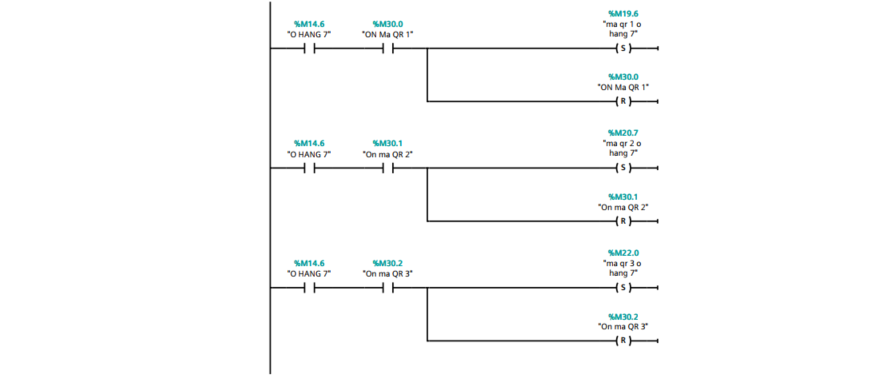 %M19.6
%M14.6 %M30.0 "ma qr 1 o
"O HANG 7" "ON Ma QR 1" hang 7"
S
%M30.0
"ON Ma QR 1"
R
%M20.7
%M14.6 %M30.1 "ma qr 2 o
"O HANG 7" "On ma QR 2" hang 7"
S
%M30.1
"On ma QR 2"
R
%M22.0
%M14.6 %M30.2 "ma qr 3 o
"O HANG 7" "On ma QR 3" hang 7"
S
%M30.2
"On ma QR 3"
R